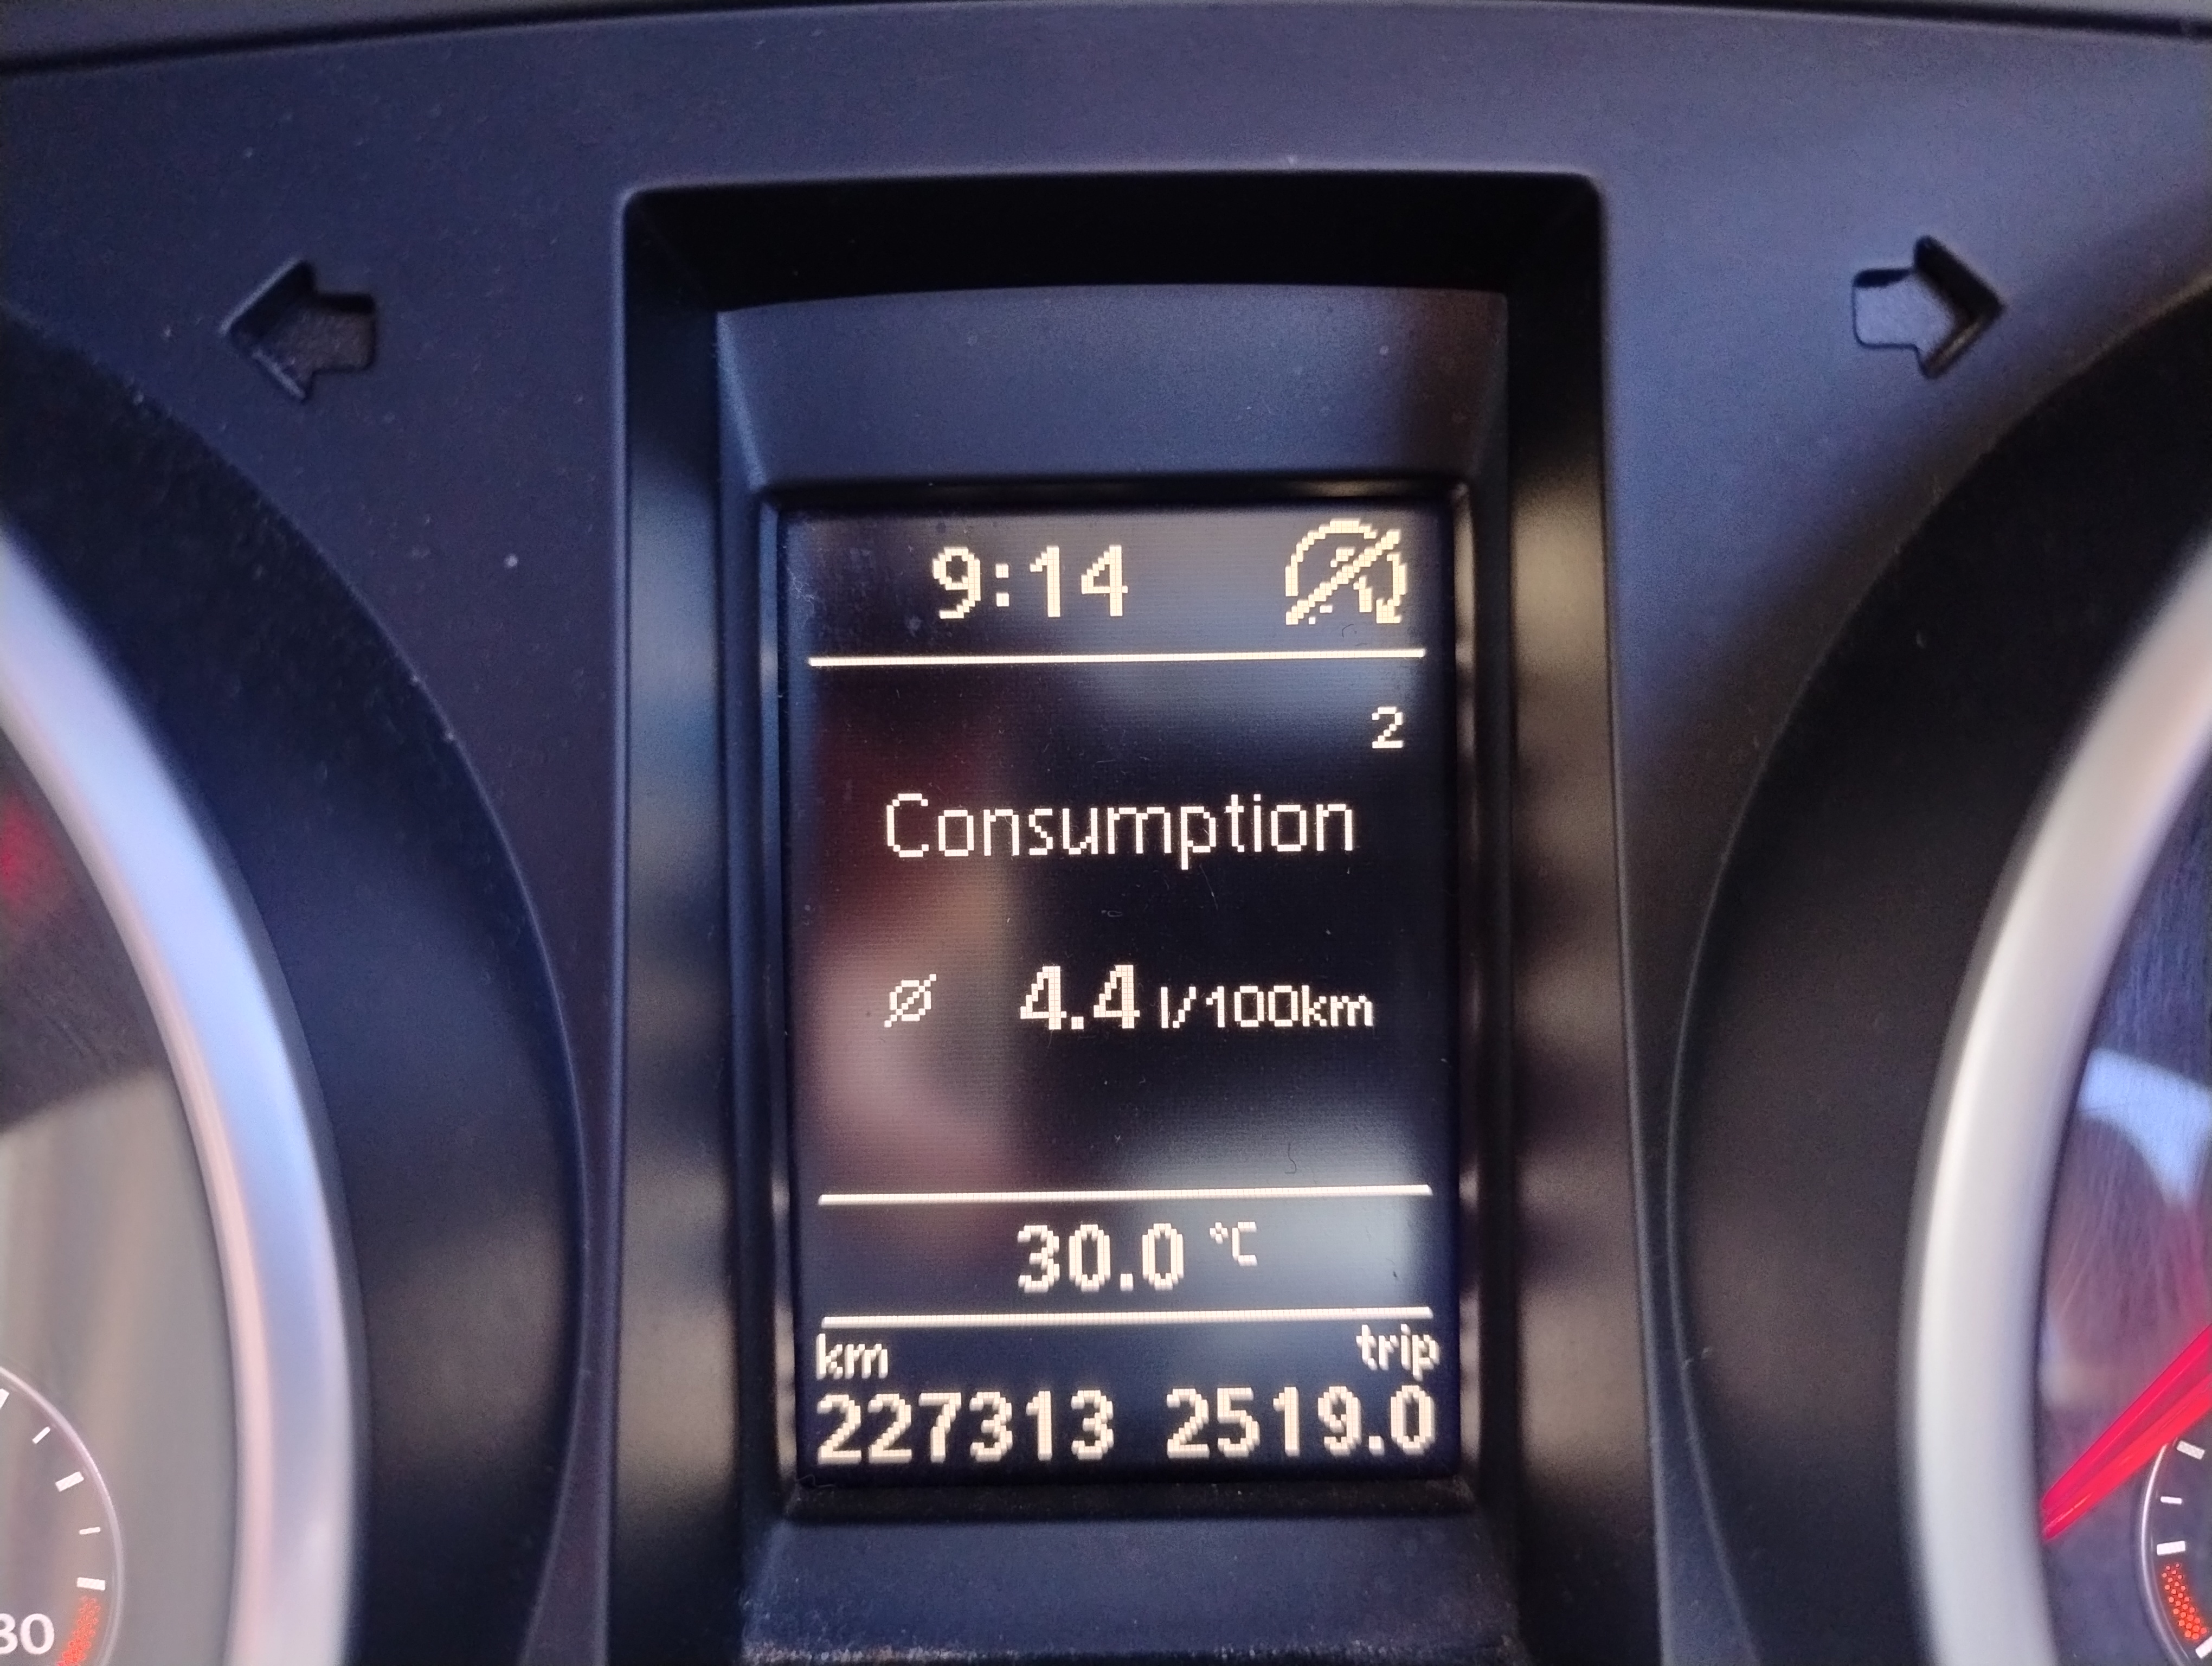 9:14
2
Consumption
Ø 4.4 l/100km
30.0 °C
km trip
227313 2519.0